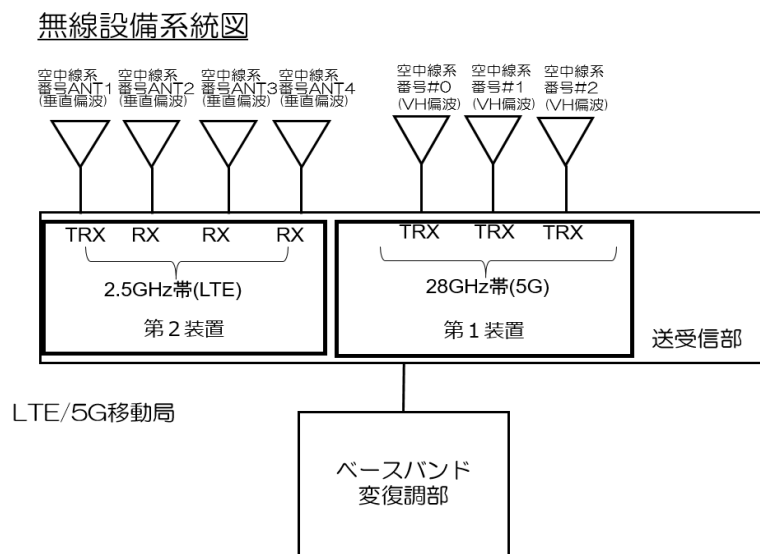 無線設備系統図
空中線系
番号ANT1
(垂直偏波)
空中線系
番号ANT2
(垂直偏波)
空中線系
番号ANT3
(垂直偏波)
空中線系
番号ANT4
(垂直偏波)
空中線系
番号#0
(VH偏波)
空中線系
番号#1
(VH偏波)
空中線系
番号#2
(VH偏波)
TRX RX RX RX
TRX TRX TRX
2.5GHz帯(LTE)
28GHz帯(5G)
第２装置
第１装置
送受信部
LTE/5G移動局
ベースバンド
変復調部